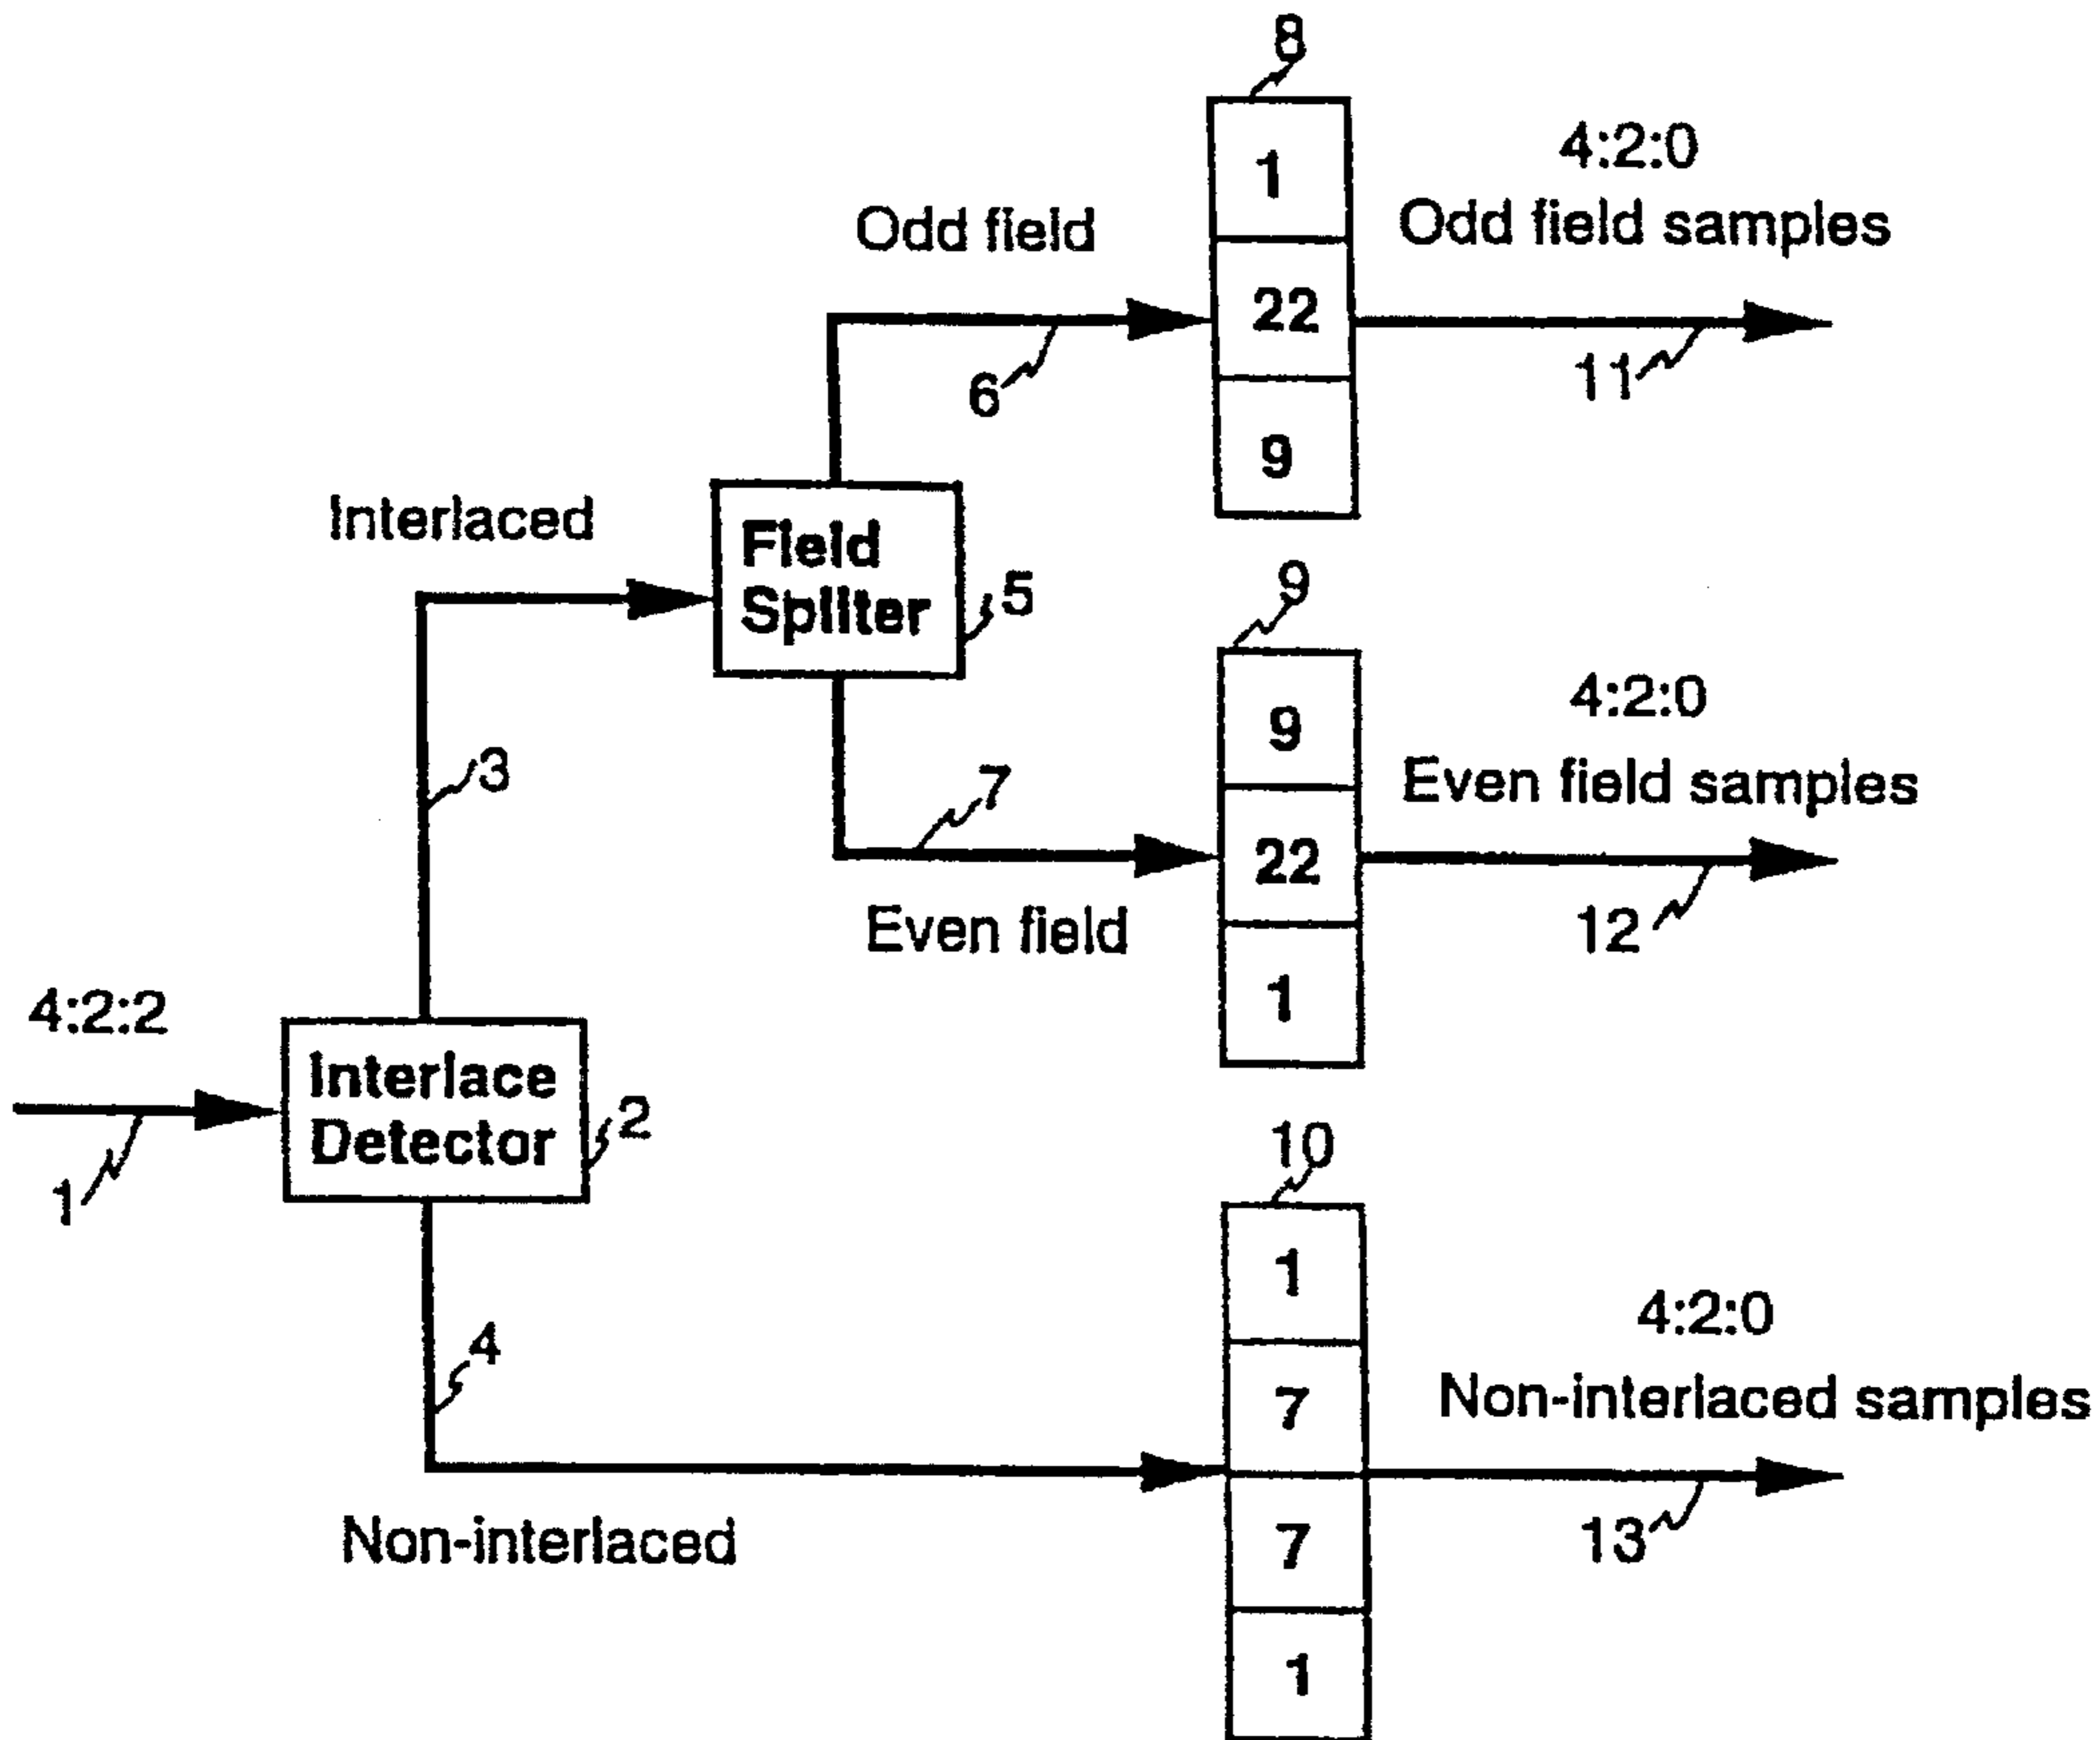 8
1
4:2:0
Odd field
Odd field samples
22
6
11
9
Interlaced
Field
Spliter
5
9
9
4:2:0
3
7
Even field samples
22
Even field
12
1
4:2:2
Interlace
Detector
2
1
10
1
4:2:0
4
7
Non-interlaced samples
Non-interlaced
7
13
1